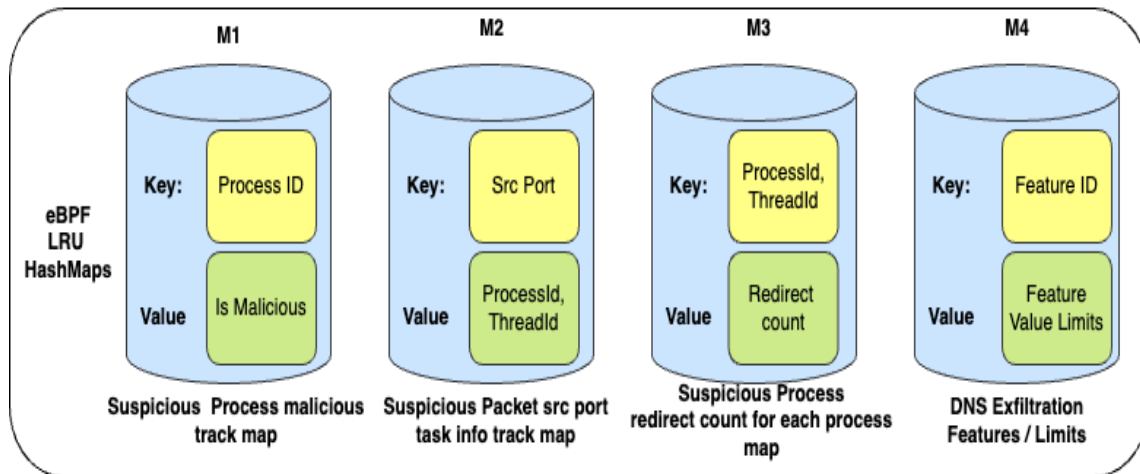 M1
M2
M3
M4
eBPF
LRU
HashMaps
Key:
Process ID
Value
Is Malicious
Suspicious Process malicious
track map
Key:
Src Port
Value
ProcessId,
ThreadId
Suspicious Packet src port
task info track map
Key:
ProcessId,
ThreadId
Value
Redirect
count
Suspicious Process
redirect count for each process
map
Key:
Feature ID
Value
Feature
Value Limits
DNS Exfiltration
Features / Limits